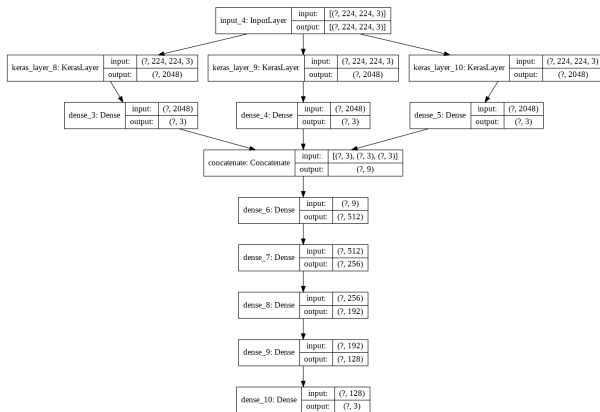 input_4: InputLayer input: [(?, 224, 224, 3)]
output: [(?, 224, 224, 3)]
keras_layer_8: KerasLayer input: (?, 224, 224, 3)
output: (?, 2048)
keras_layer_9: KerasLayer input: (?, 224, 224, 3)
output: (?, 2048)
keras_layer_10: KerasLayer input: (?, 224, 224, 3)
output: (?, 2048)
dense_3: Dense input: (?, 2048)
output: (?, 3)
dense_4: Dense input: (?, 2048)
output: (?, 3)
dense_5: Dense input: (?, 2048)
output: (?, 3)
concatenate: Concatenate input: [(?, 3), (?, 3), (?, 3)]
output: (?, 9)
dense_6: Dense input: (?, 9)
output: (?, 512)
dense_7: Dense input: (?, 512)
output: (?, 256)
dense_8: Dense input: (?, 256)
output: (?, 192)
dense_9: Dense input: (?, 192)
output: (?, 128)
dense_10: Dense input: (?, 128)
output: (?, 3)